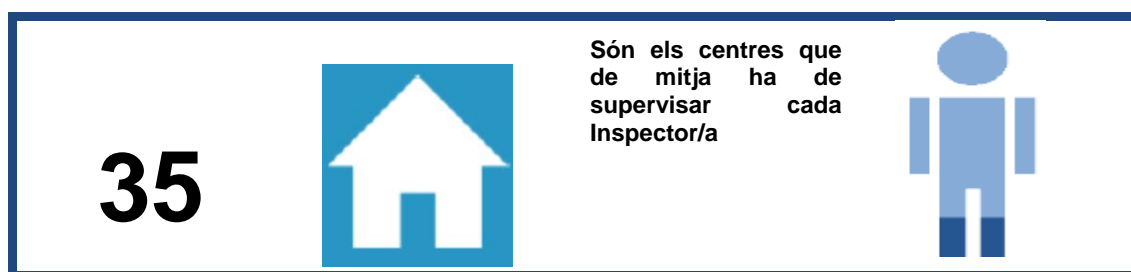 35
Són els centres que
de mitja ha de
supervisar cada
Inspector/a